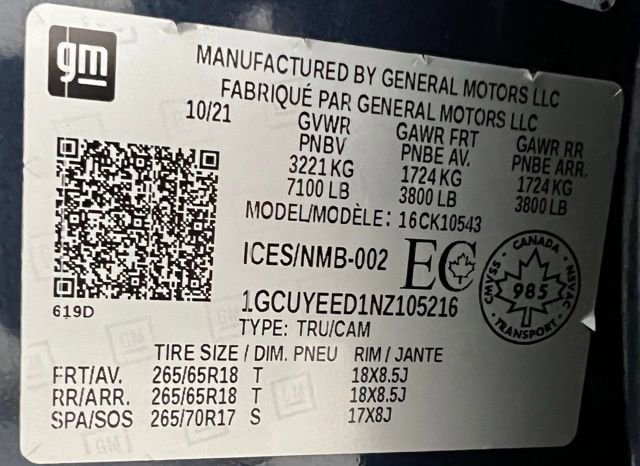 gm
MANUFACTURED BY GENERAL MOTORS LLC
FABRIQUÉ PAR GENERAL MOTORS LLC
10/21 GVWR GAWR FRT GAWR RR
PNBV PNBE AV. PNBE ARR.
3221 KG 1724 KG 1724 KG
7100 LB 3800 LB 3800 LB
MODEL/MODÈLE: 16CK10543
ICES/NMB-002 EC
CANADA
CMVSS NSVAC
985
TRANSPORT
1GCUYEED1NZ105216
619D
TYPE: TRU/CAM
TIRE SIZE / DIM. PNEU RIM / JANTE
FRT/AV. 265/65R18 T 18X8.5J
RR/ARR. 265/65R18 T 18X8.5J
SPA/SOS 265/70R17 S 17X8J